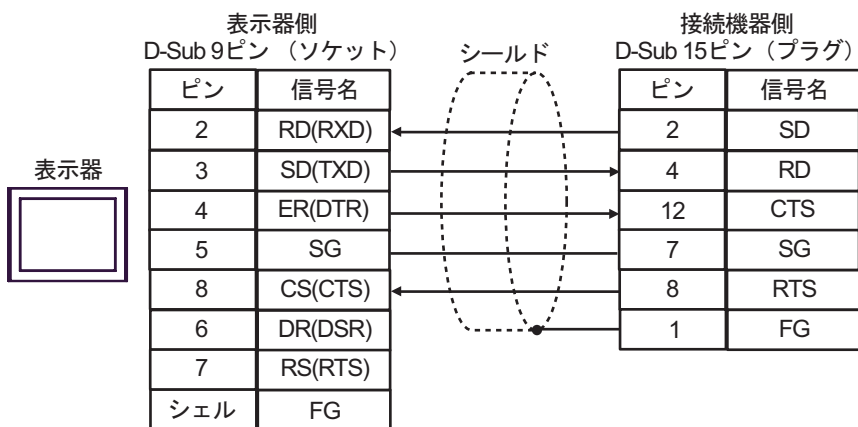 表示器側
D-Sub 9ピン （ソケット）
シールド
接続機器側
D-Sub 15ピン（プラグ）
ピン 信号名
ピン 信号名
2 RD(RXD)
2 SD
3 SD(TXD)
4 RD
表示器
4 ER(DTR)
12 CTS
5 SG
7 SG
8 CS(CTS)
8 RTS
6 DR(DSR)
1 FG
7 RS(RTS)
シェル FG